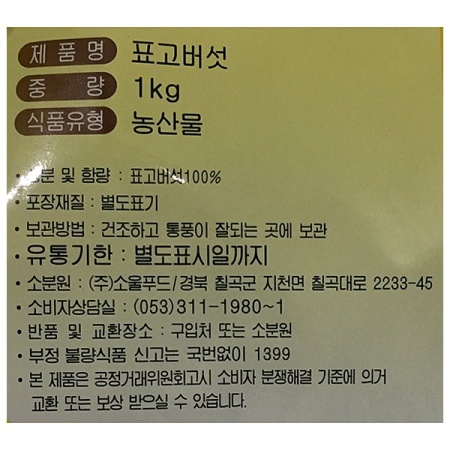 제품명 표고버섯
중량 1kg
식품유형 농산물
• 성분 및 함량 : 표고버섯100%
• 포장재질 : 별도표기
• 보관방법 : 건조하고 통풍이 잘되는 곳에 보관
• 유통기한 : 별도표시일까지
• 소분원 : (주)소울푸드/경북 칠곡군 지천면 칠곡대로 2233-45
• 소비자상담실 : (053)311-1980~1
• 반품 및 교환장소 : 구입처 또는 소분원
• 부정 불량식품 신고는 국번없이 1399
• 본 제품은 공정거래위원회고시 소비자 분쟁해결 기준에 의거
교환 또는 보상 받으실 수 있습니다.